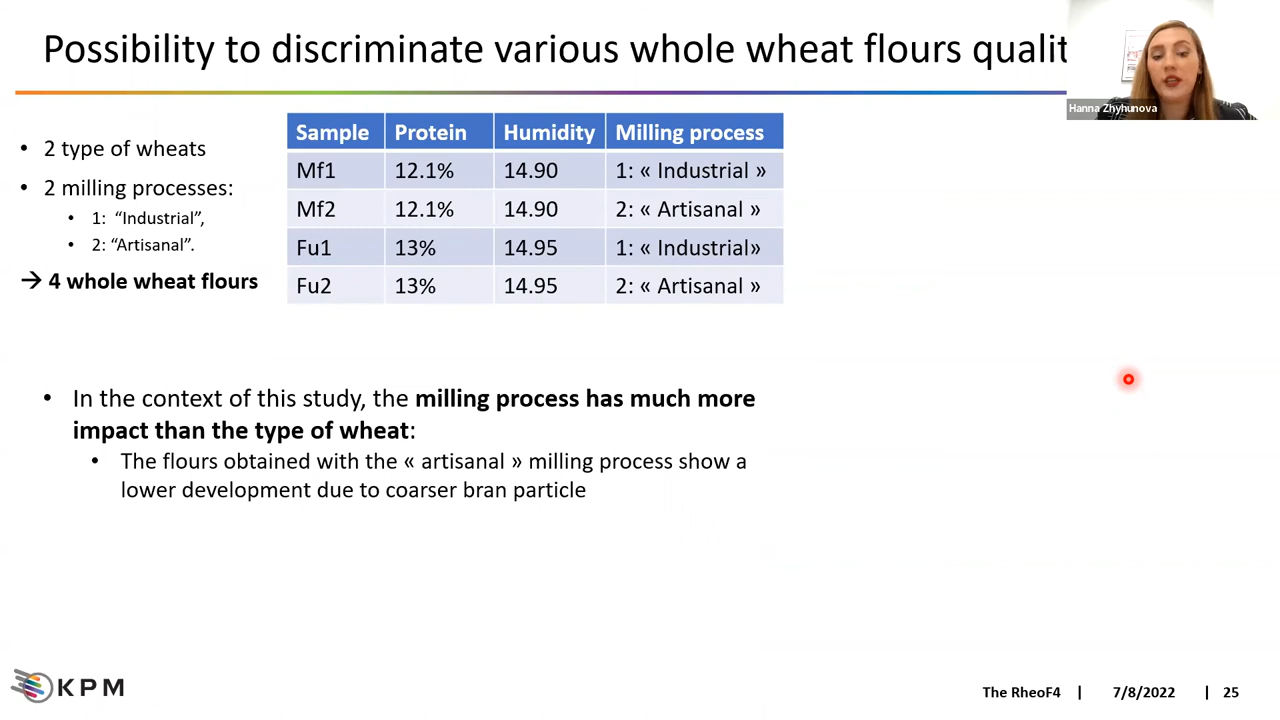 Possibility to discriminate various whole wheat flours qualit
Hanna Zhyhunova
• 2 type of wheats
• 2 milling processes:
• 1: “Industrial”,
• 2: “Artisanal”.
→ 4 whole wheat flours
Sample Protein Humidity Milling process
Mf1 12.1% 14.90 1: « Industrial »
Mf2 12.1% 14.90 2: « Artisanal »
Fu1 13% 14.95 1: « Industrial»
Fu2 13% 14.95 2: « Artisanal »
• In the context of this study, the milling process has much more
impact than the type of wheat:
• The flours obtained with the « artisanal » milling process show a
lower development due to coarser bran particle
KPM
The RheoF4 | 7/8/2022 | 25